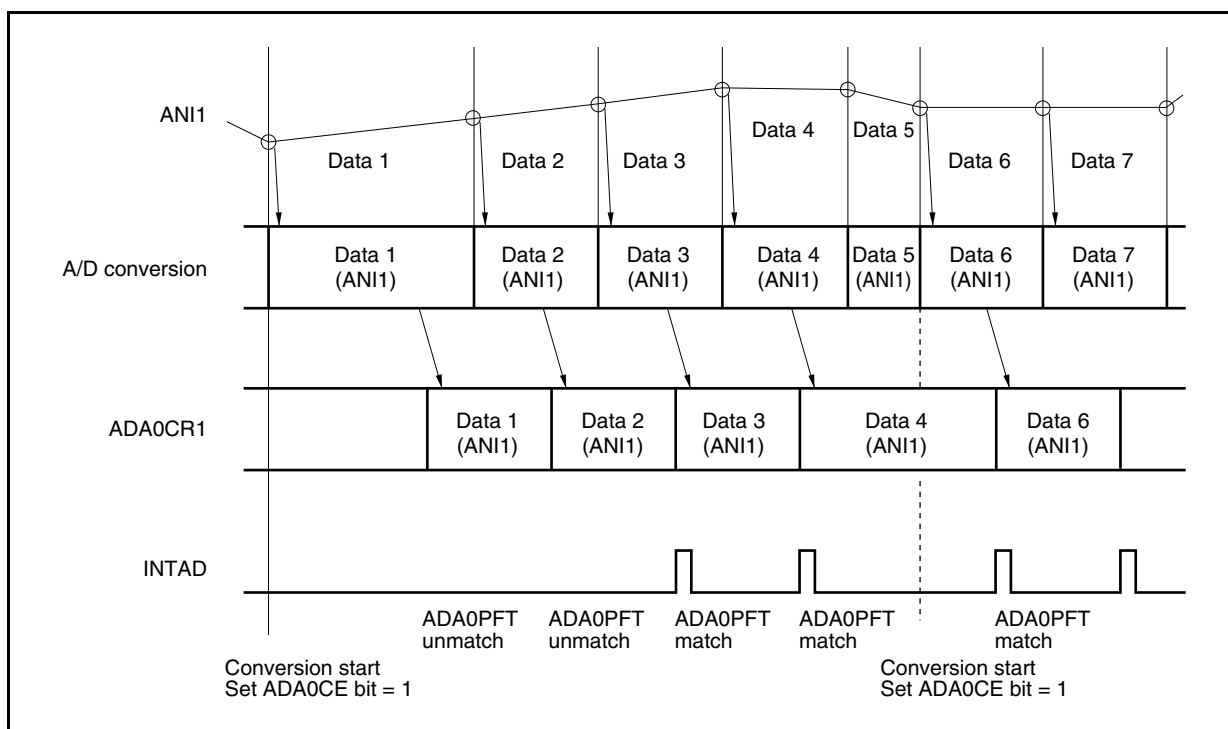 ANI1
Data 1
Data 2
Data 3
Data 4
Data 5
Data 6
Data 7
A/D conversion
Data 1
(ANI1)
Data 2
(ANI1)
Data 3
(ANI1)
Data 4
(ANI1)
Data 5
(ANI1)
Data 6
(ANI1)
Data 7
(ANI1)
ADA0CR1
Data 1
(ANI1)
Data 2
(ANI1)
Data 3
(ANI1)
Data 4
(ANI1)
Data 6
(ANI1)
INTAD
ADA0PFT
unmatch
ADA0PFT
unmatch
ADA0PFT
match
ADA0PFT
match
ADA0PFT
match
Conversion start
Set ADA0CE bit = 1
Conversion start
Set ADA0CE bit = 1